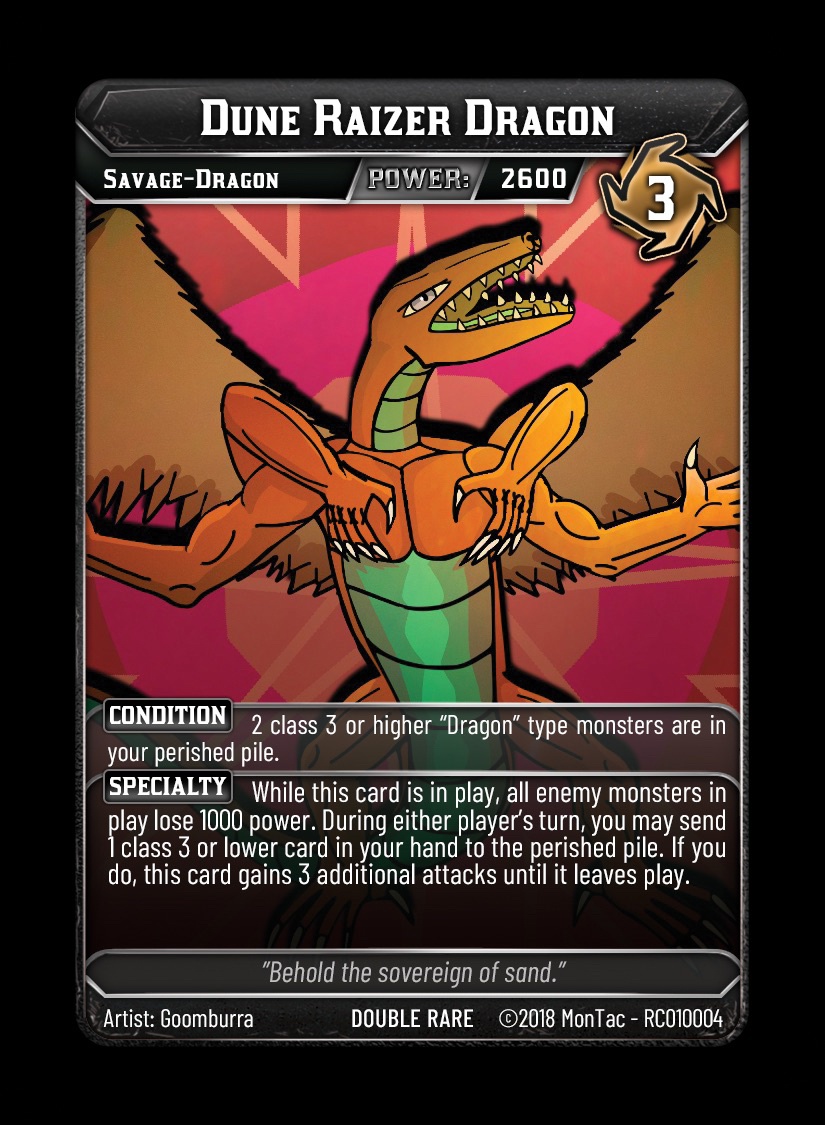 Dune Raizer Dragon
Savage-Dragon POWER: 2600
3
CONDITION 2 class 3 or higher “Dragon” type monsters are in
your perished pile.
SPECIALTY While this card is in play, all enemy monsters in
play lose 1000 power. During either player’s turn, you may send
1 class 3 or lower card in your hand to the perished pile. If you
do, this card gains 3 additional attacks until it leaves play.
“Behold the sovereign of sand.”
Artist: Goomburra DOUBLE RARE ©2018 MonTac - RC010004